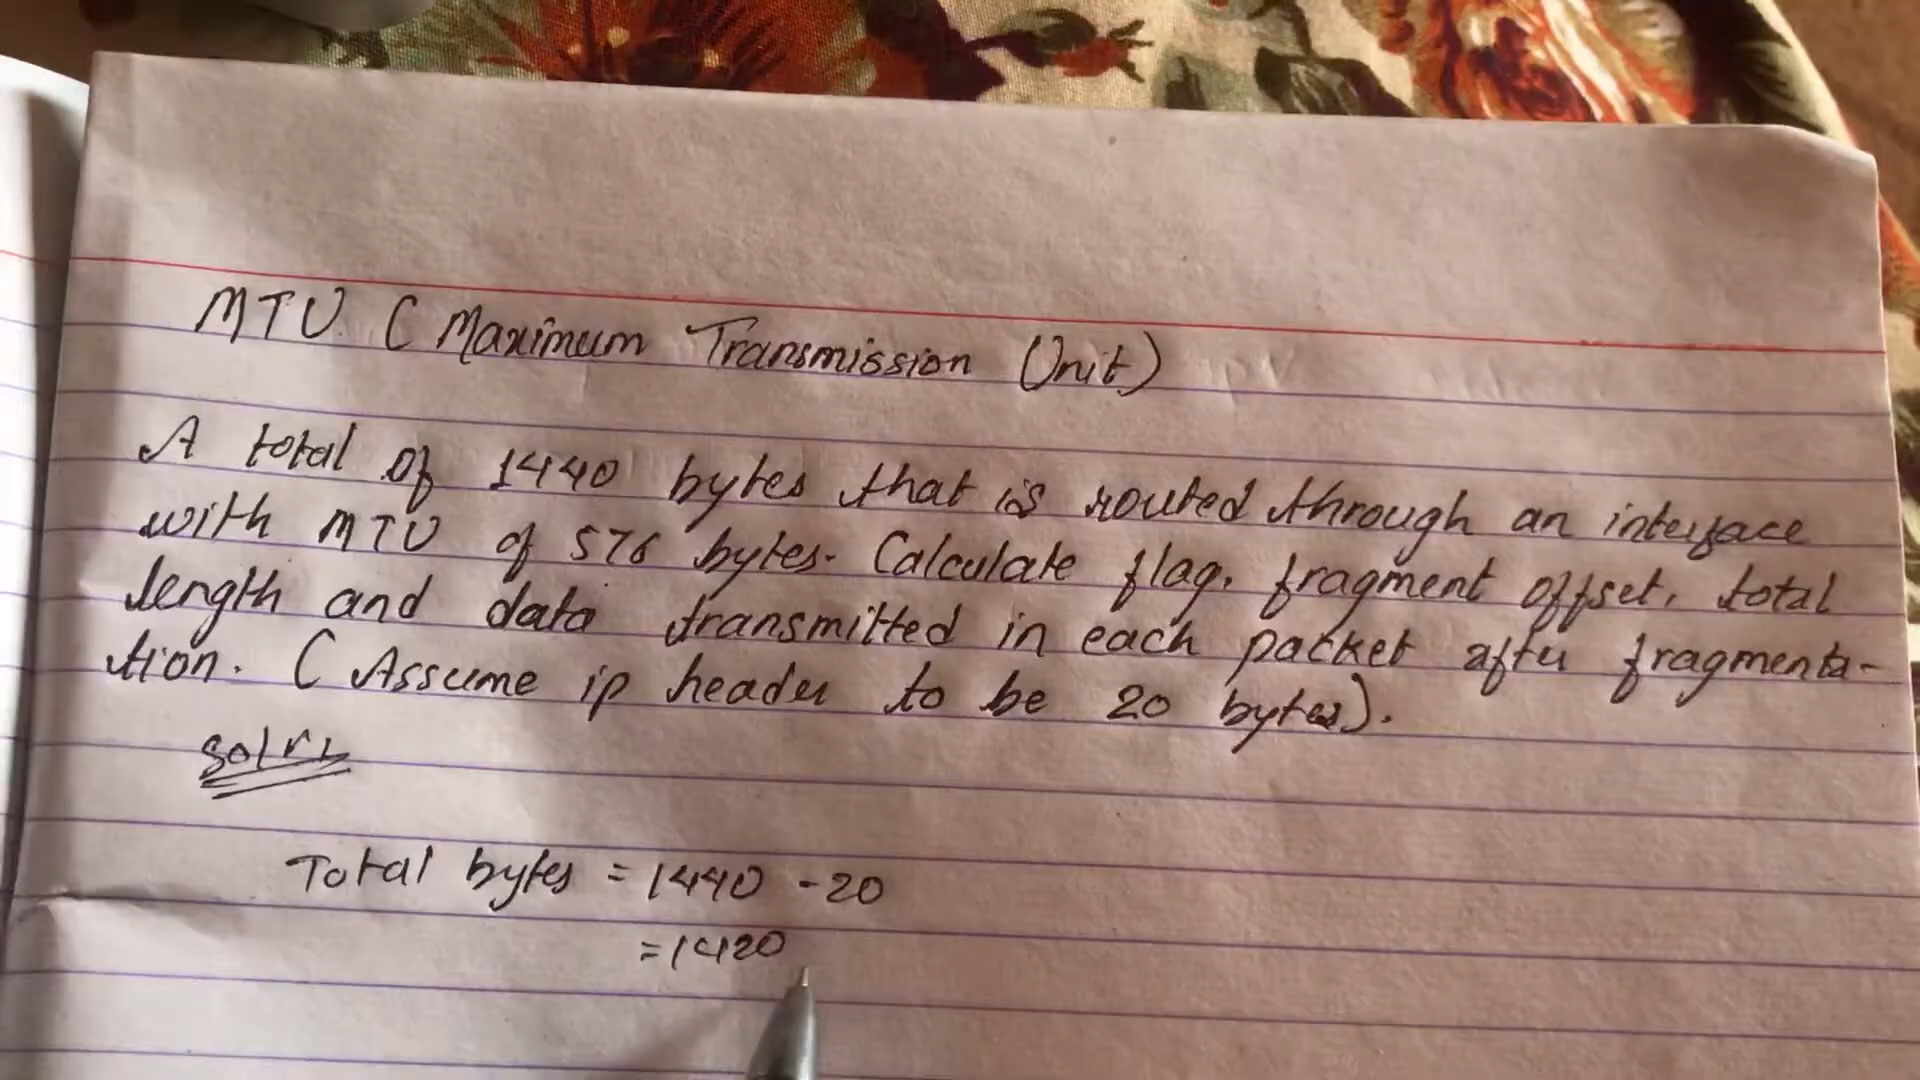 MTU. ( Maximum Transmission Unit)
A total of 1440 bytes that is routed through an interface
with MTU of 576 bytes. Calculate flag, fragment offset, total
length and data transmitted in each packet after fragmenta-
tion. ( Assume ip header to be 20 bytes).
Soln
Total bytes = 1440 - 20
= 1420